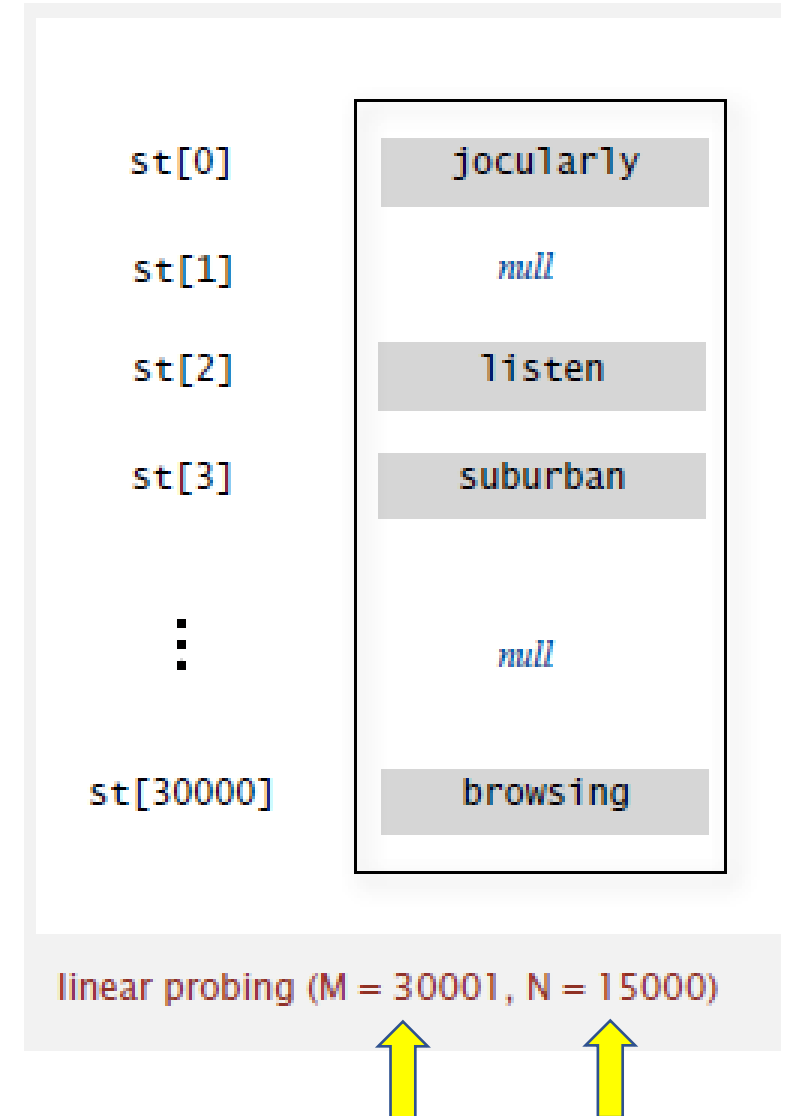 st[0] jocularly
st[1] null
st[2] listen
st[3] suburban
⋮ null
st[30000] browsing
linear probing (M = 30001, N = 15000)